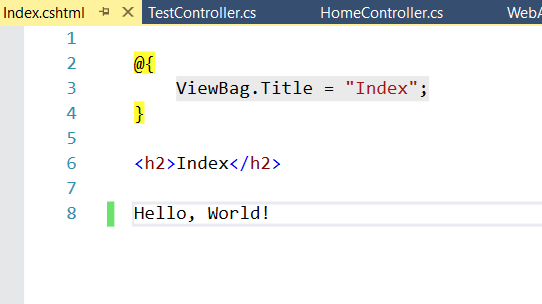 Index.cshtml TestController.cs HomeController.cs WebA
1
2 @{
3 ViewBag.Title = "Index";
4 }
5
6 <h2>Index</h2>
7
8 Hello, World!